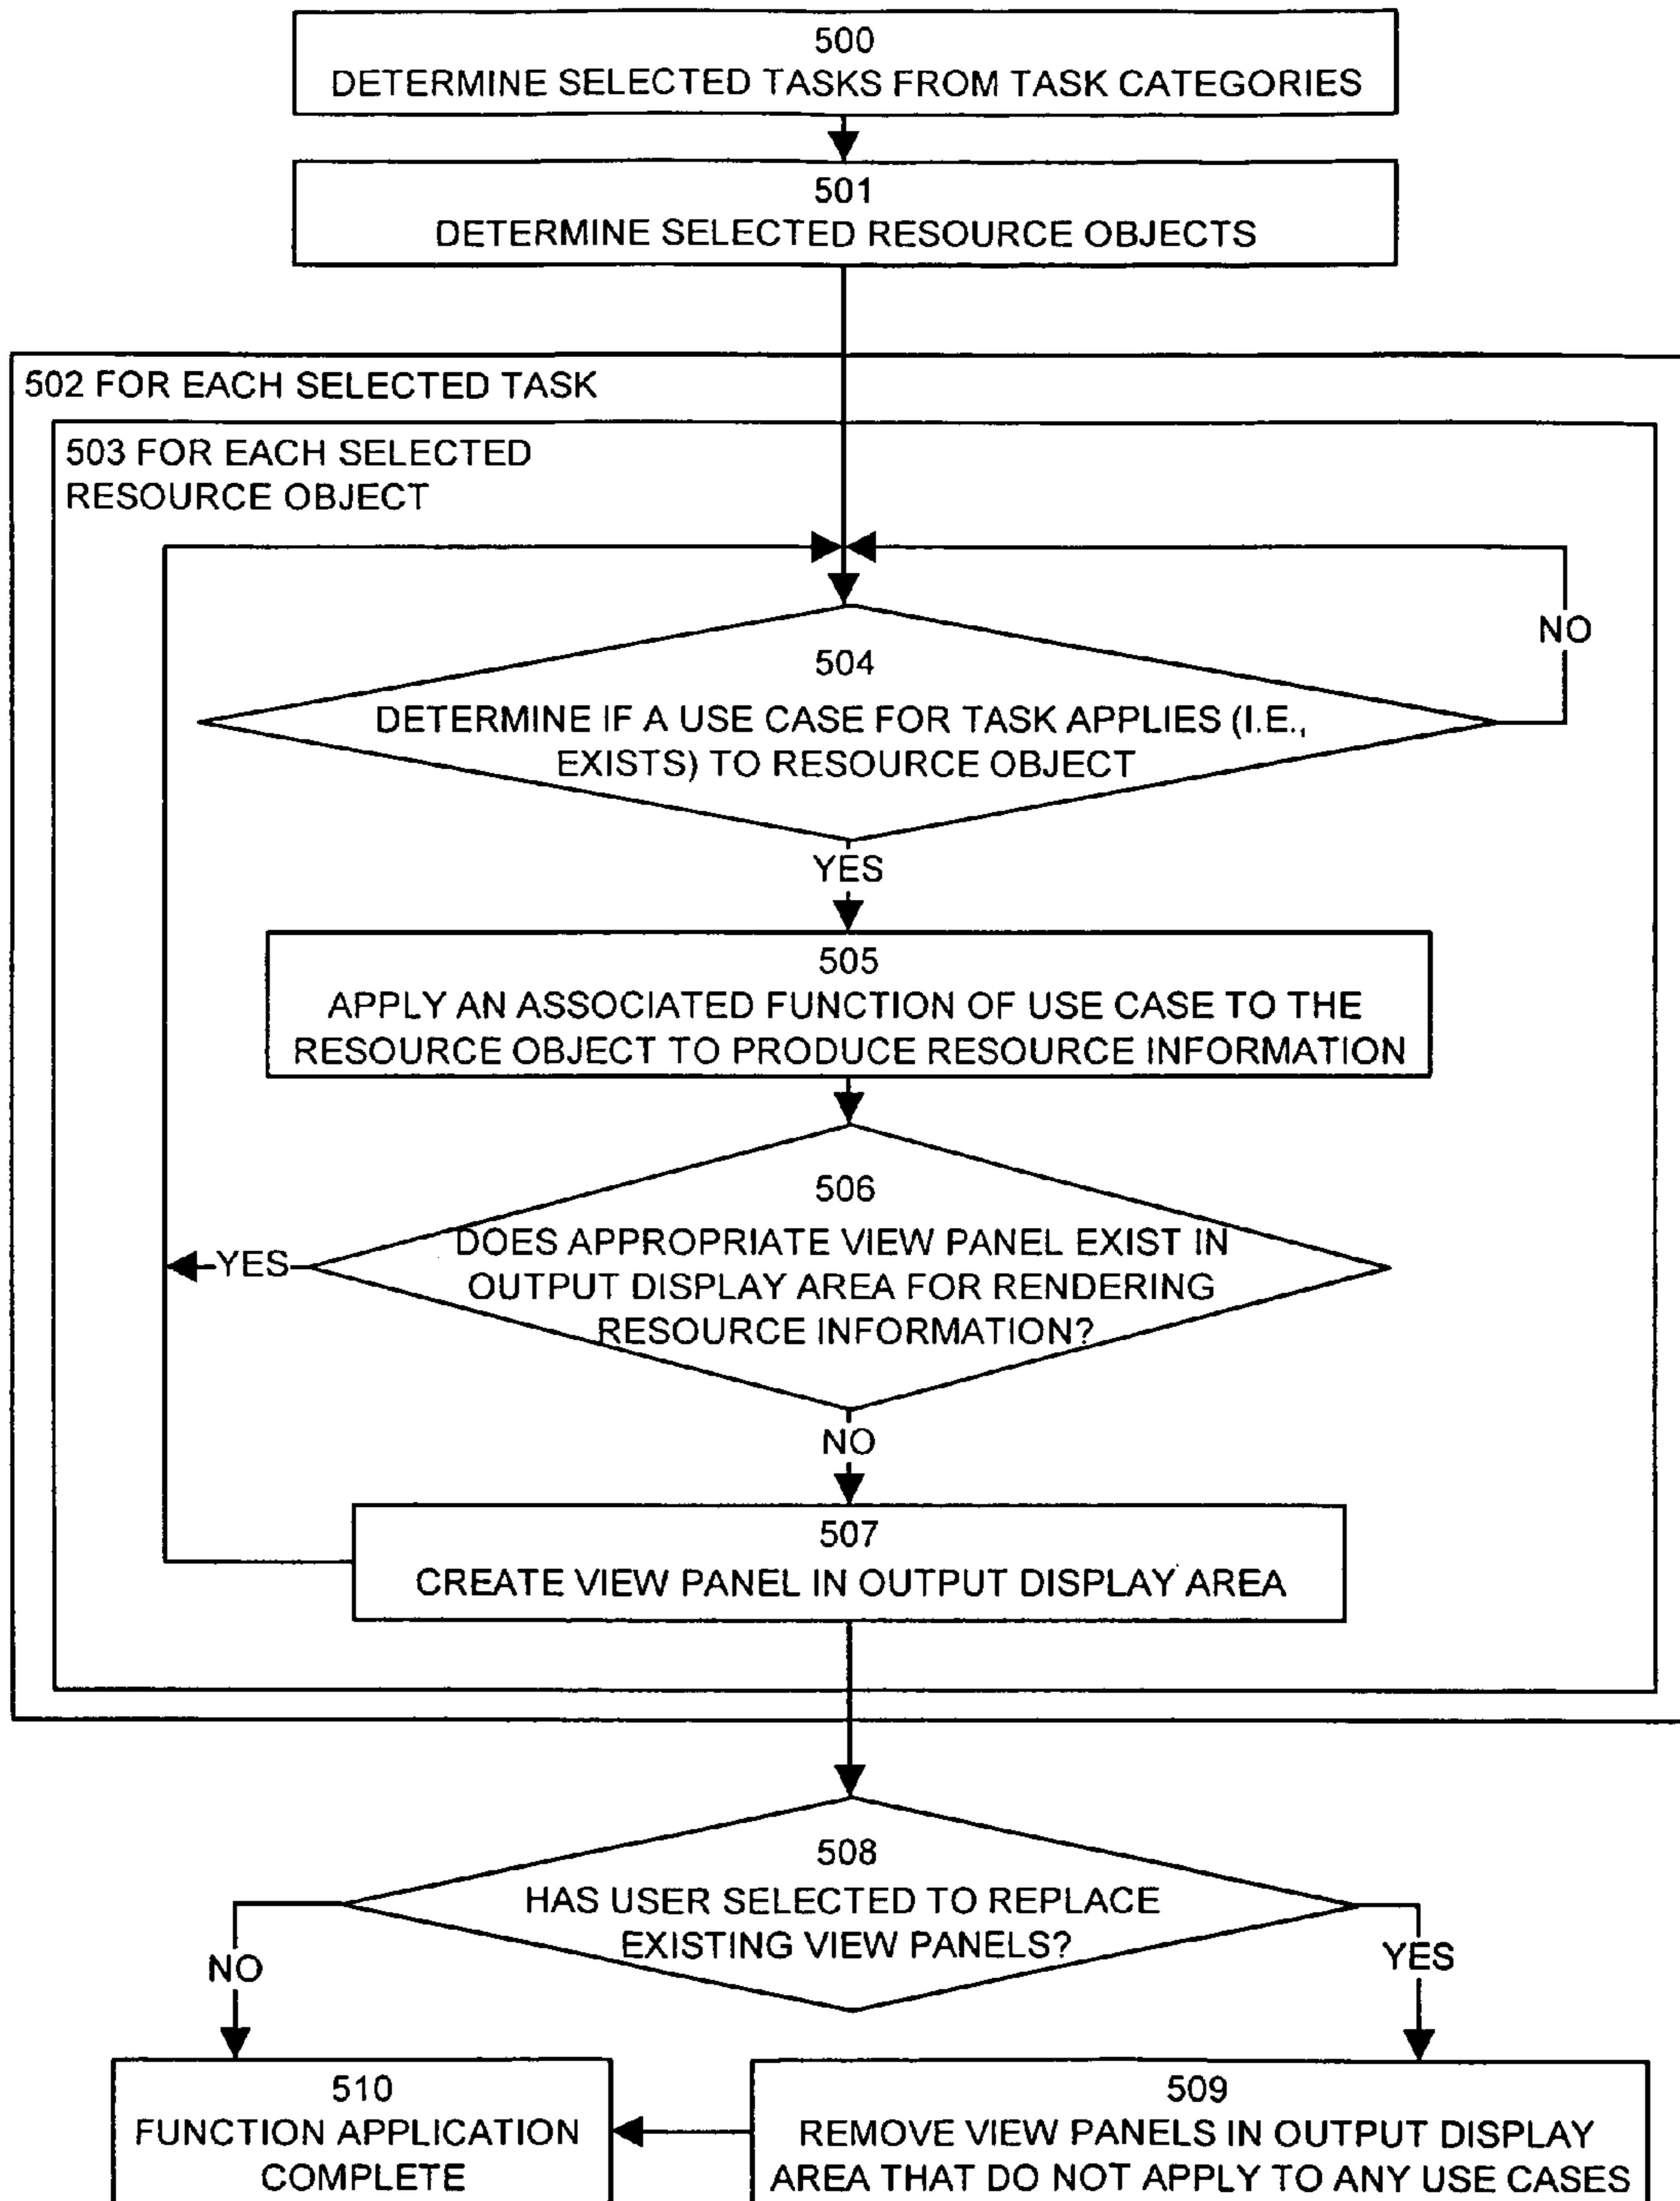 500
DETERMINE SELECTED TASKS FROM TASK CATEGORIES
501
DETERMINE SELECTED RESOURCE OBJECTS
502 FOR EACH SELECTED TASK
503 FOR EACH SELECTED
RESOURCE OBJECT
NO
504
DETERMINE IF A USE CASE FOR TASK APPLIES (I.E.,
EXISTS) TO RESOURCE OBJECT
YES
505
APPLY AN ASSOCIATED FUNCTION OF USE CASE TO THE
RESOURCE OBJECT TO PRODUCE RESOURCE INFORMATION
506
DOES APPROPRIATE VIEW PANEL EXIST IN
OUTPUT DISPLAY AREA FOR RENDERING
RESOURCE INFORMATION?
YES
NO
507
CREATE VIEW PANEL IN OUTPUT DISPLAY AREA
508
HAS USER SELECTED TO REPLACE
EXISTING VIEW PANELS?
NO
YES
510
FUNCTION APPLICATION
COMPLETE
509
REMOVE VIEW PANELS IN OUTPUT DISPLAY
AREA THAT DO NOT APPLY TO ANY USE CASES